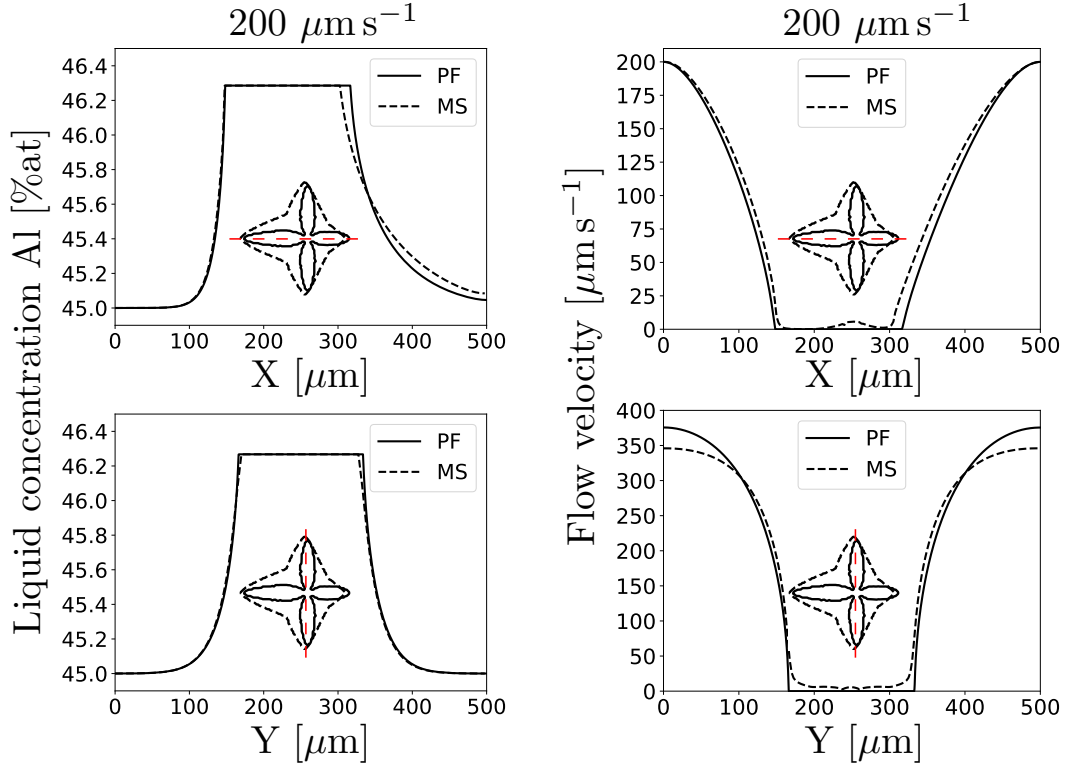 200 μm s⁻¹
200 μm s⁻¹
Liquid concentration Al [%at]
46.4
46.2
46.0
45.8
45.6
45.4
45.2
45.0
PF
MS
0 100 200 300 400 500
X [μm]
Flow velocity [μm s⁻¹]
200
175
150
125
100
75
50
25
0
PF
MS
0 100 200 300 400 500
X [μm]
46.4
46.2
46.0
45.8
45.6
45.4
45.2
45.0
PF
MS
0 100 200 300 400 500
Y [μm]
400
350
300
250
200
150
100
50
0
PF
MS
0 100 200 300 400 500
Y [μm]